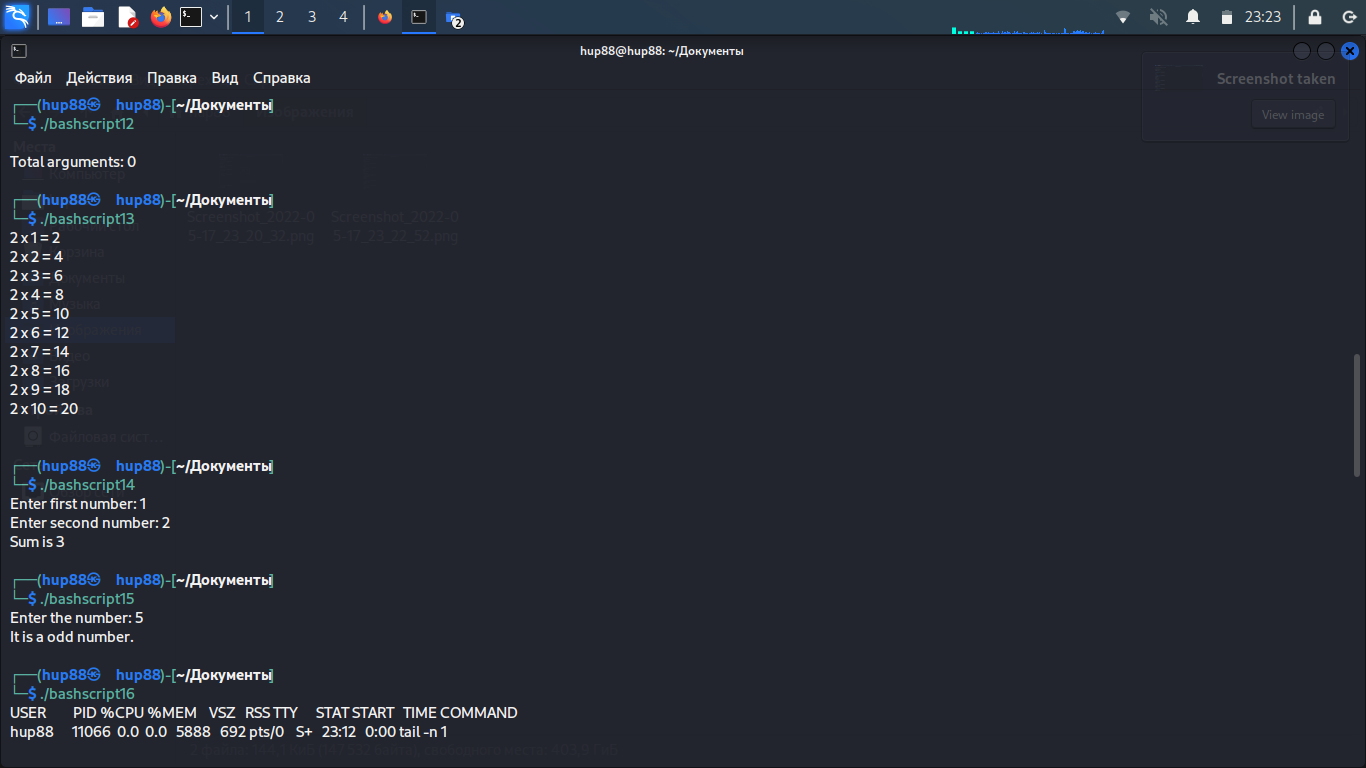 1 2 3 4 2 23:23
hup88@hup88: ~/Документы
Файл Действия Правка Вид Справка
Screenshot taken
View image
┌──(hup88㉿hup88)-[~/Документы]
└─$ ./bashscript12
Total arguments: 0
┌──(hup88㉿hup88)-[~/Документы]
└─$ ./bashscript13
2 x 1 = 2
2 x 2 = 4
2 x 3 = 6
2 x 4 = 8
2 x 5 = 10
2 x 6 = 12
2 x 7 = 14
2 x 8 = 16
2 x 9 = 18
2 x 10 = 20
┌──(hup88㉿hup88)-[~/Документы]
└─$ ./bashscript14
Enter first number: 1
Enter second number: 2
Sum is 3
┌──(hup88㉿hup88)-[~/Документы]
└─$ ./bashscript15
Enter the number: 5
It is a odd number.
┌──(hup88㉿hup88)-[~/Документы]
└─$ ./bashscript16
USER PID %CPU %MEM VSZ RSS TTY STAT START TIME COMMAND
hup88 11066 0.0 0.0 5888 692 pts/0 S+ 23:12 0:00 tail -n 1